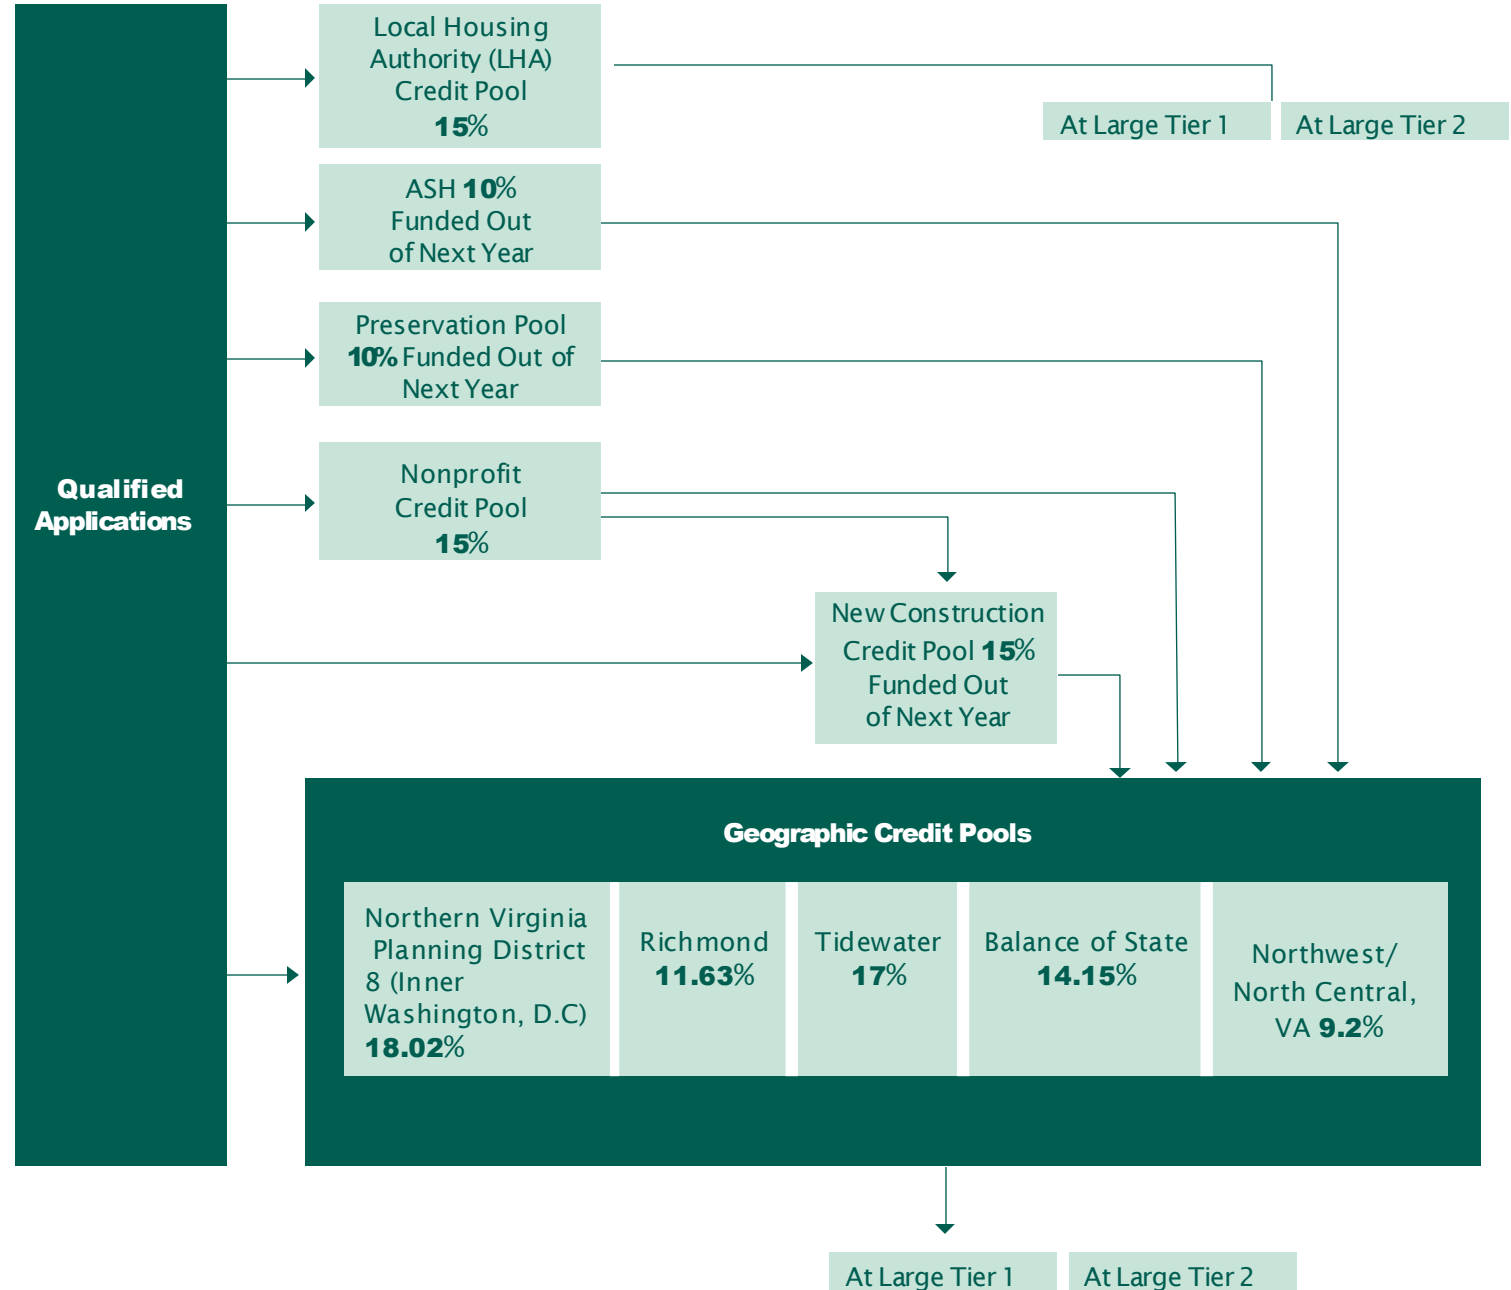 Qualified
Applications
Local Housing
Authority (LHA)
Credit Pool
15%
At Large Tier 1
At Large Tier 2
ASH 10%
Funded Out
of Next Year
Preservation Pool
10% Funded Out of
Next Year
Nonprofit
Credit Pool
15%
New Construction
Credit Pool 15%
Funded Out
of Next Year
Geographic Credit Pools
Northern Virginia
Planning District
8 (Inner
Washington, D.C)
18.02%
Richmond
11.63%
Tidewater
17%
Balance of State
14.15%
Northwest/
North Central,
VA 9.2%
At Large Tier 1
At Large Tier 2